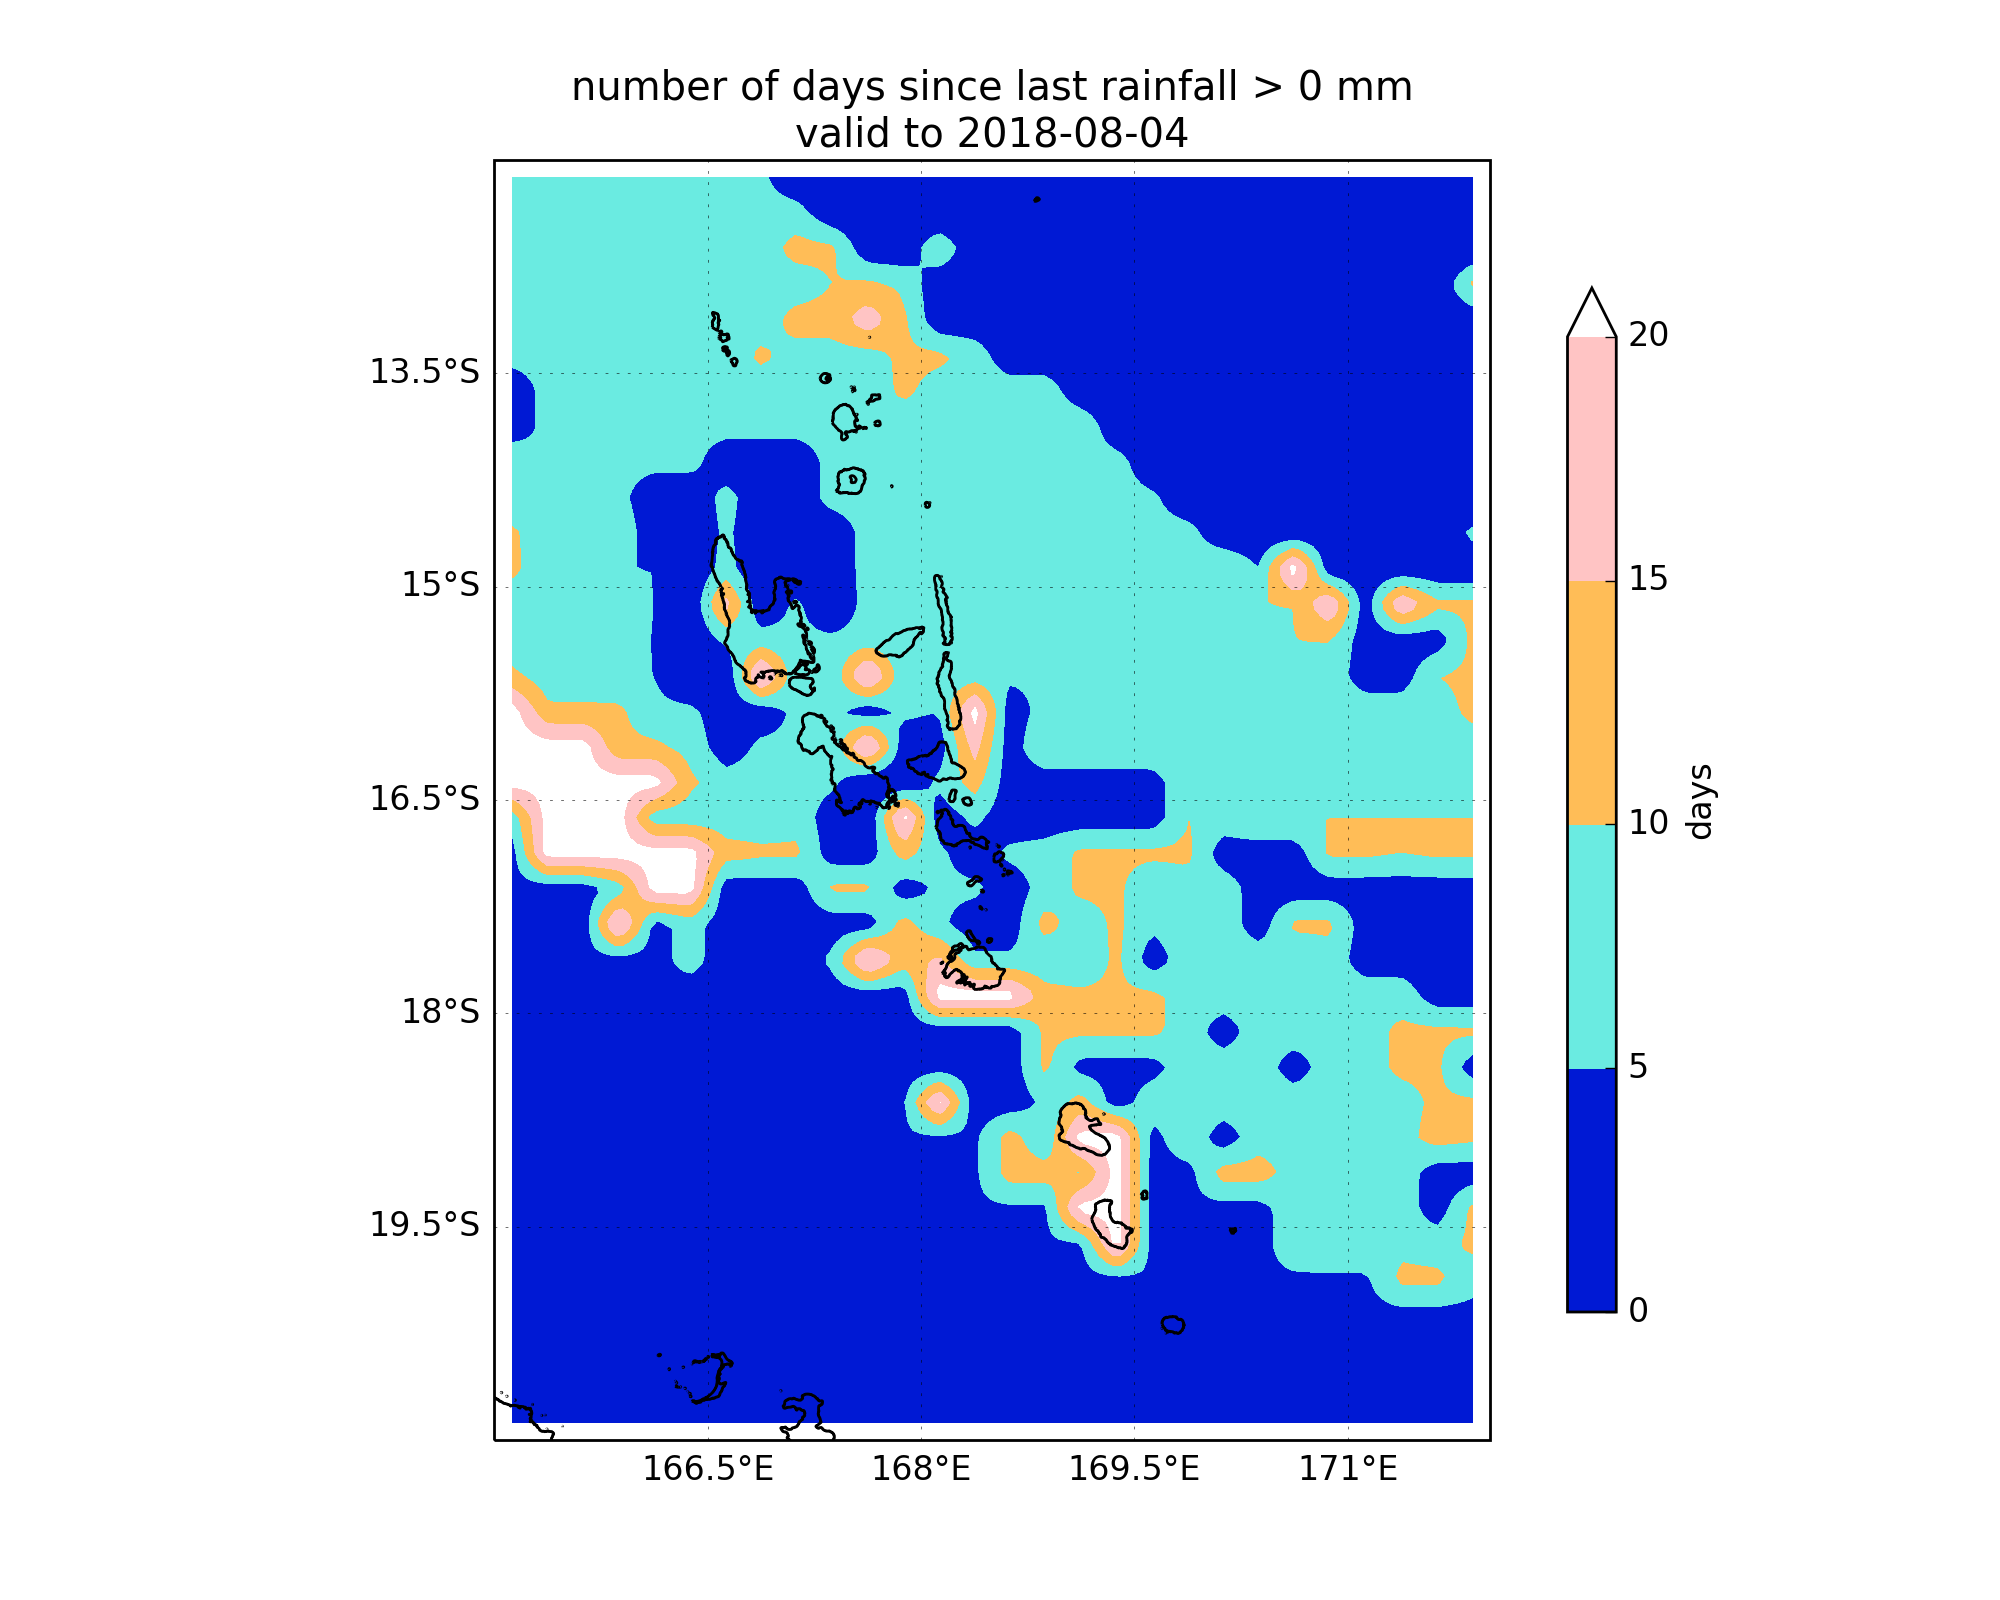 number of days since last rainfall > 0 mm
valid to 2018-08-04
13.5°S
15°S
16.5°S
18°S
19.5°S
166.5°E
168°E
169.5°E
171°E
20
15
10
5
0
days